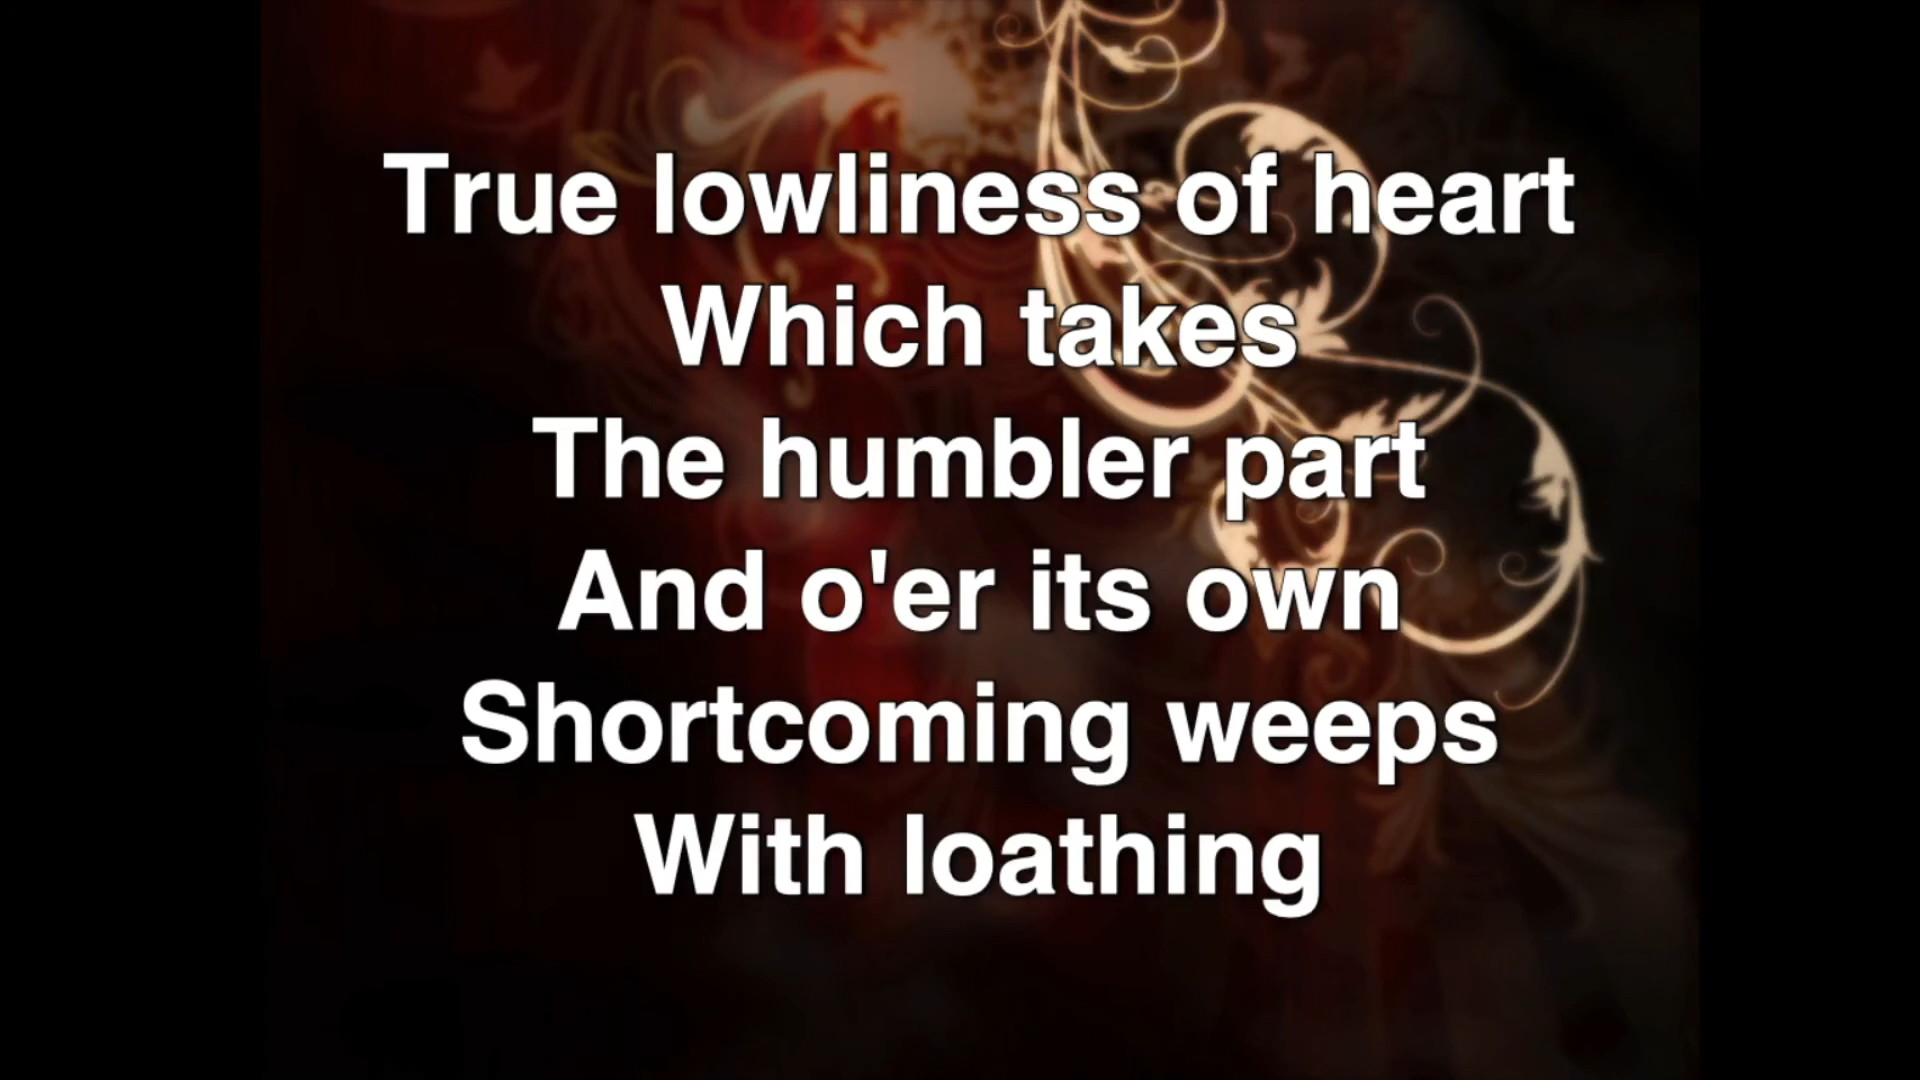 True lowliness of heart
Which takes
The humbler part
And o'er its own
Shortcoming weeps
With loathing